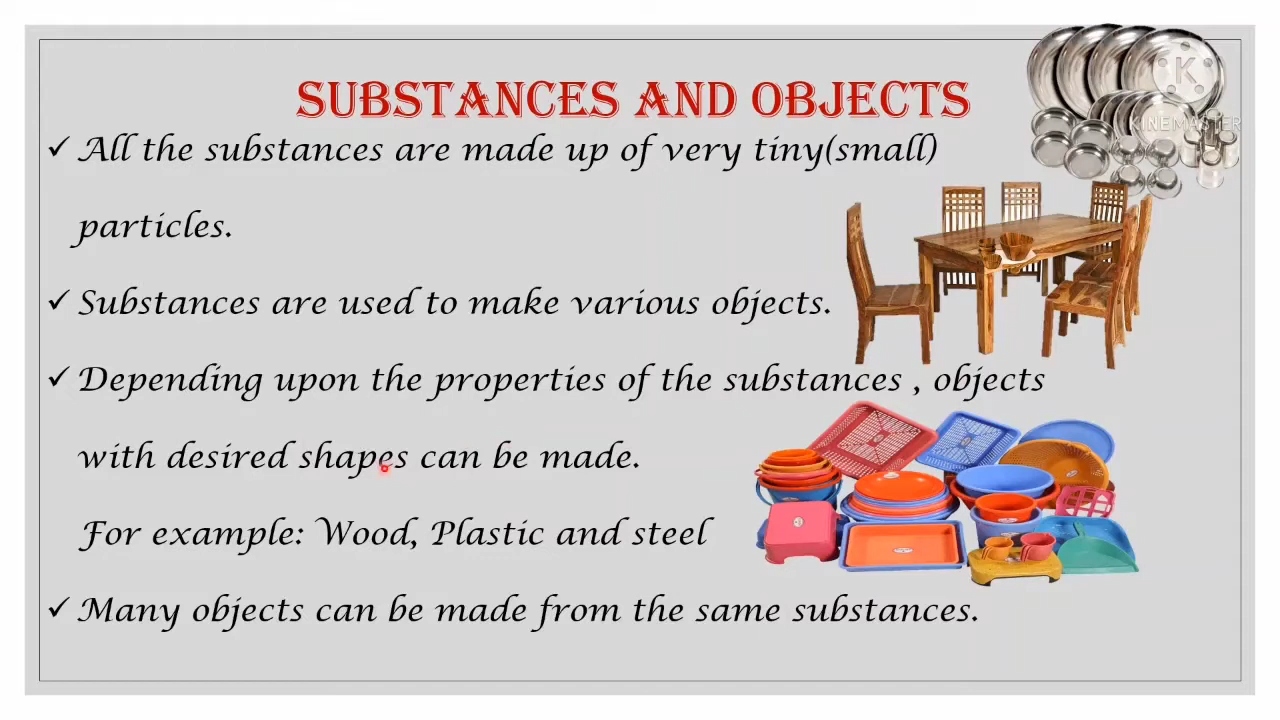 SUBSTANCES AND OBJECTS
✓ All the substances are made up of very tiny(small)
particles.
✓ Substances are used to make various objects.
✓ Depending upon the properties of the substances , objects
with desired shapes can be made.
For example: Wood, Plastic and steel
✓ Many objects can be made from the same substances.
K
KINEMASTER